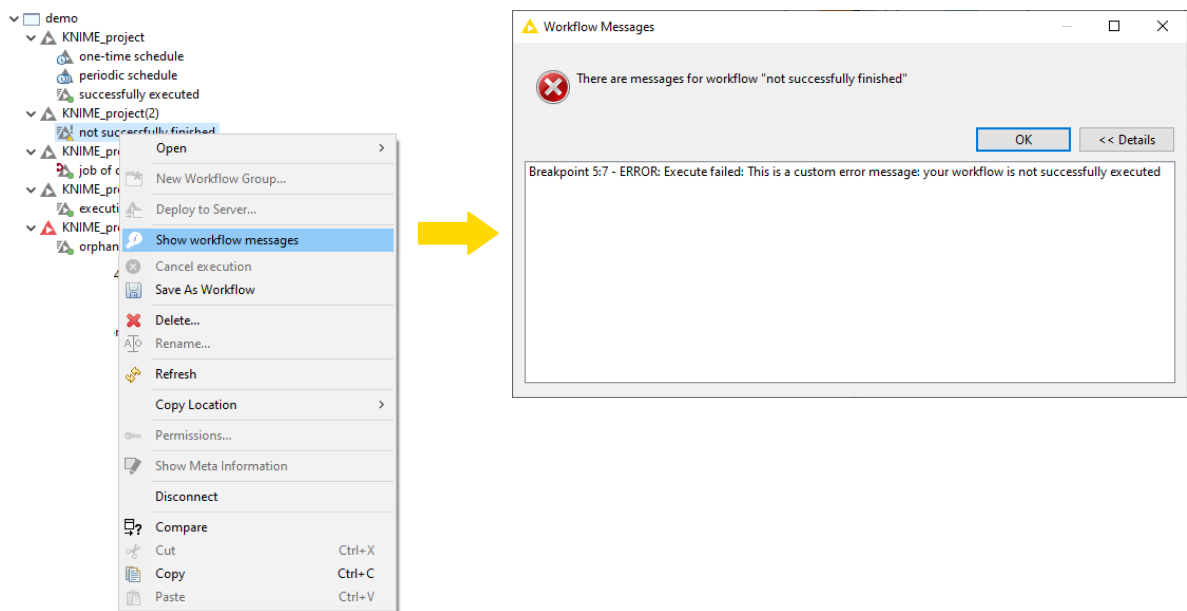 demo
KNIME_project
one-time schedule
periodic schedule
successfully executed
KNIME_project(2)
not successfully finished
KNIME_pr
job of
KNIME_pr
executi
KNIME_pr
orphan
Open
New Workflow Group...
Deploy to Server...
Show workflow messages
Cancel execution
Save As Workflow
Delete...
Rename...
Refresh
Copy Location
Permissions...
Show Meta Information
Disconnect
Compare
Cut Ctrl+X
Copy Ctrl+C
Paste Ctrl+V
Workflow Messages
There are messages for workflow "not successfully finished"
OK
<< Details
Breakpoint 5:7 - ERROR: Execute failed: This is a custom error message: your workflow is not successfully executed